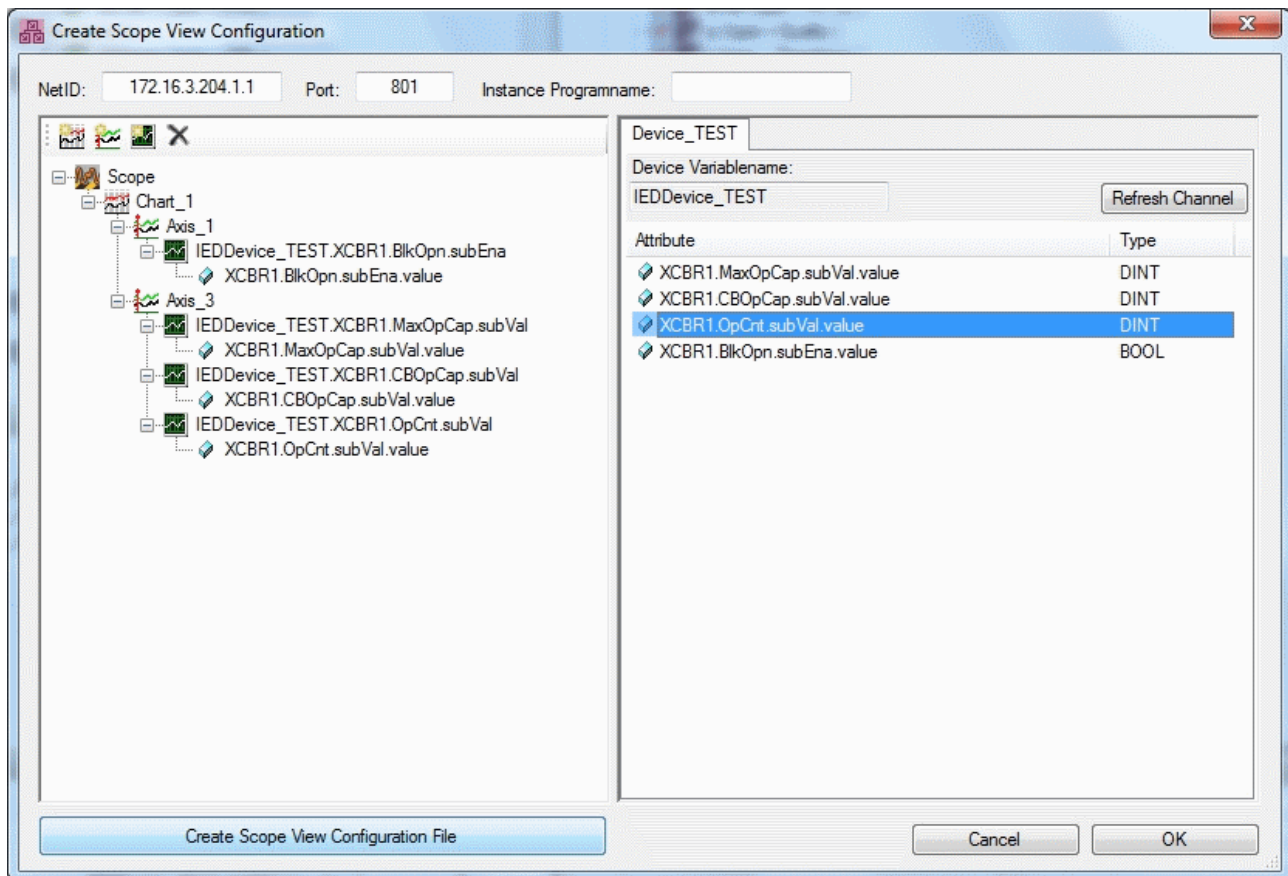 Create Scope View Configuration
NetID: 172.16.3.204.1.1 Port: 801 Instance Programname:
Scope
Chart_1
Axis_1
IEDDevice_TEST.XCBR1.BlkOpn.subEna
XCBR1.BlkOpn.subEna.value
Axis_3
IEDDevice_TEST.XCBR1.MaxOpCap.subVal
XCBR1.MaxOpCap.subVal.value
IEDDevice_TEST.XCBR1.CBOpCap.subVal
XCBR1.CBOpCap.subVal.value
IEDDevice_TEST.XCBR1.OpCnt.subVal
XCBR1.OpCnt.subVal.value
Create Scope View Configuration File
Device_TEST
Device Variablename:
IEDDevice_TEST Refresh Channel
Attribute Type
XCBR1.MaxOpCap.subVal.value DINT
XCBR1.CBOpCap.subVal.value DINT
XCBR1.OpCnt.subVal.value DINT
XCBR1.BlkOpn.subEna.value BOOL
Cancel OK